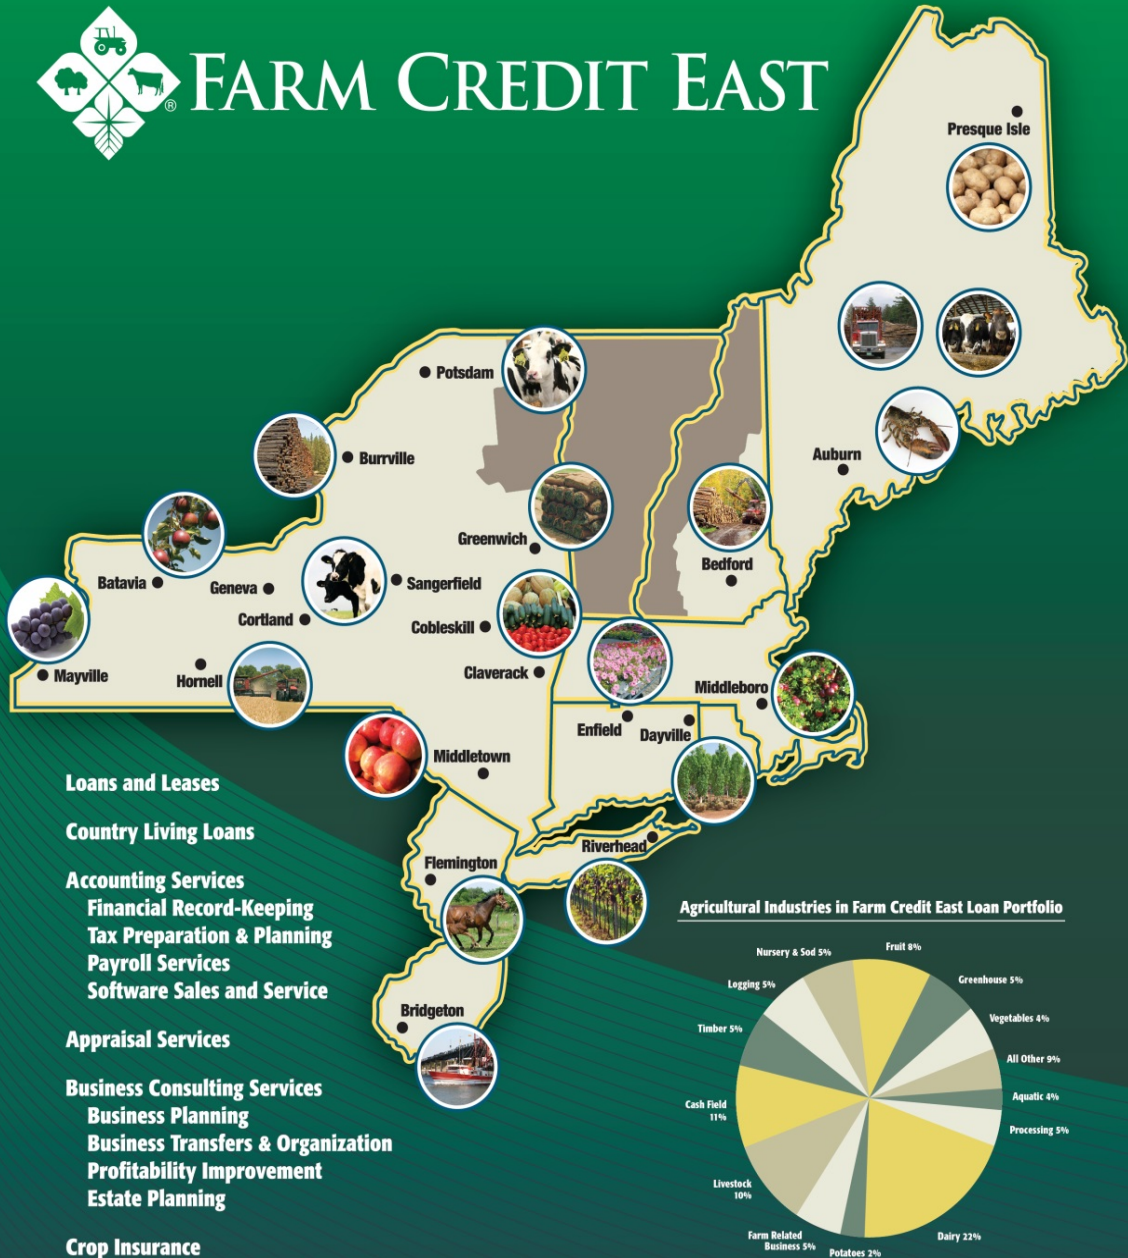 ® FARM CREDIT EAST
Presque Isle
Potsdam
Burrville
Auburn
Greenwich
Bedford
Batavia
Geneva
Sangerfield
Cortland
Cobleskill
Mayville
Hornell
Claverack
Middleboro
Enfield
Dayville
Middletown
Riverhead
Flemington
Bridgeton
Loans and Leases
Country Living Loans
Accounting Services
Financial Record-Keeping
Tax Preparation & Planning
Payroll Services
Software Sales and Service
Appraisal Services
Business Consulting Services
Business Planning
Business Transfers & Organization
Profitability Improvement
Estate Planning
Crop Insurance
Agricultural Industries in Farm Credit East Loan Portfolio
Fruit 8%
Greenhouse 5%
Vegetables 4%
All Other 9%
Aquatic 4%
Processing 5%
Dairy 22%
Potatoes 2%
Farm Related
Business 5%
Livestock
10%
Cash Field
11%
Timber 5%
Logging 5%
Nursery & Sod 5%